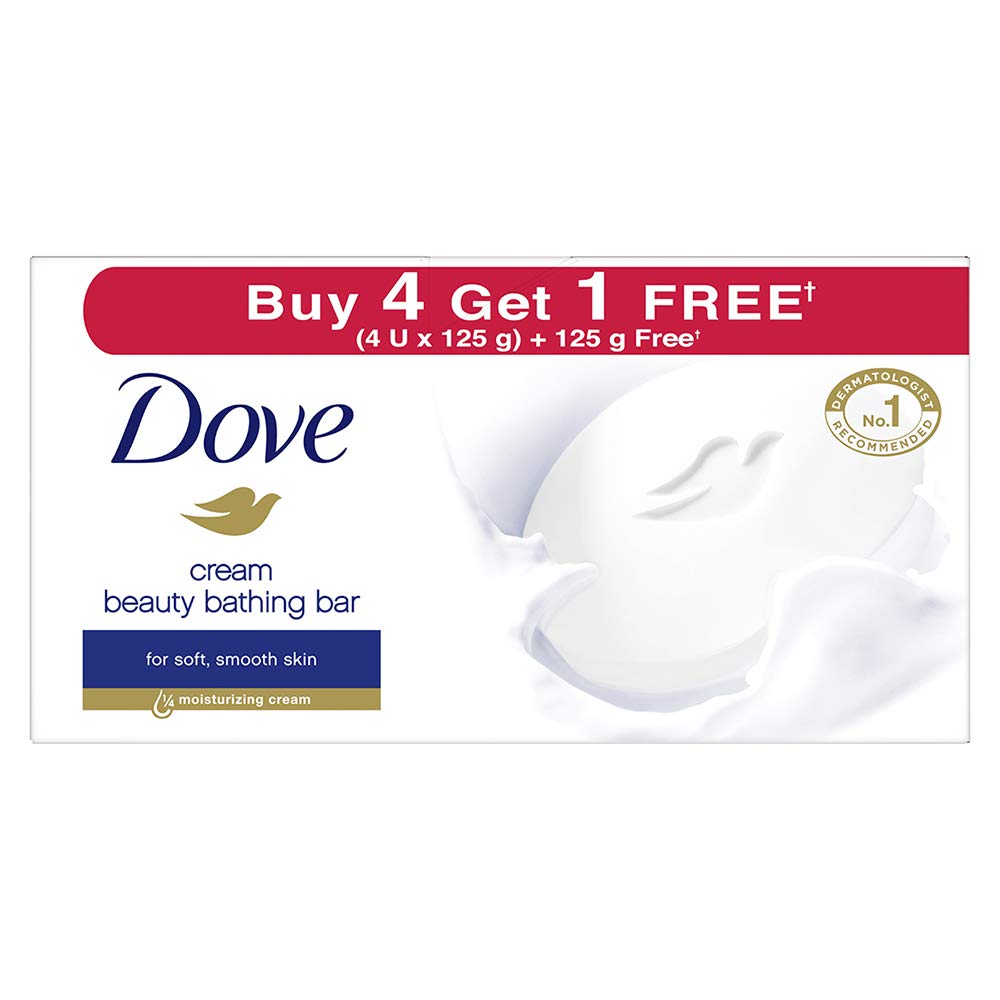 Buy 4 Get 1 FREE†
(4 U x 125 g) + 125 g Free†
Dove
DERMATOLOGIST
No.1
RECOMMENDED
cream
beauty bathing bar
for soft, smooth skin
¼ moisturizing cream